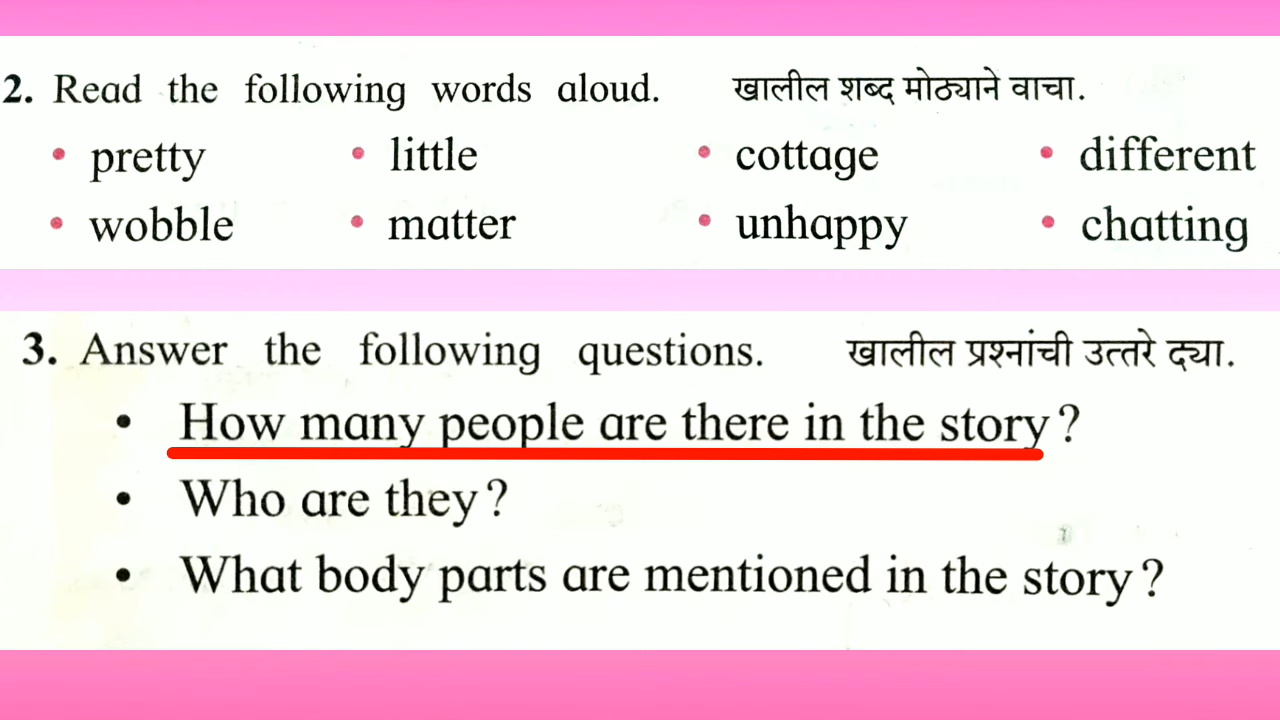 2. Read the following words aloud. खालील शब्द मोठ्याने वाचा.
• pretty • little • cottage • different
• wobble • matter • unhappy • chatting
3. Answer the following questions. खालील प्रश्नांची उत्तरे द्या.
• How many people are there in the story?
• Who are they?
• What body parts are mentioned in the story?